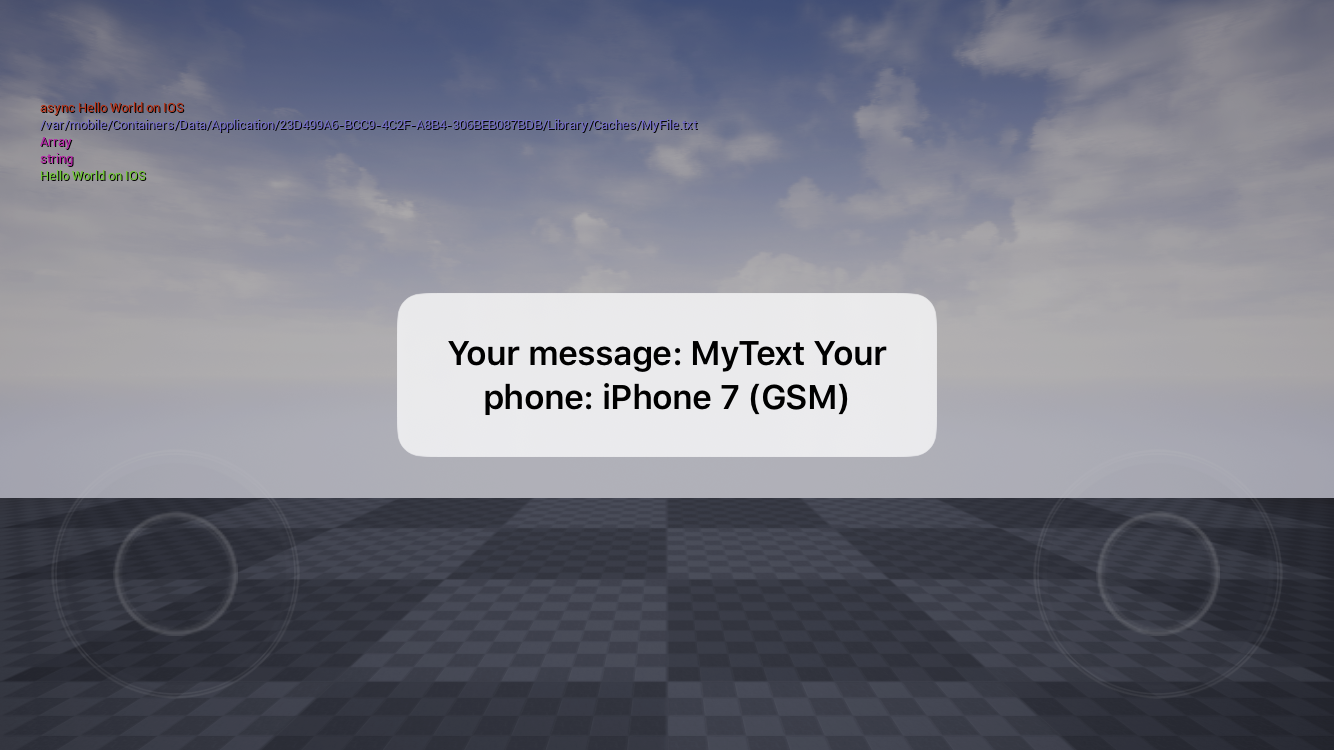 async Hello World on IOS
/var/mobile/Containers/Data/Application/23D499A6-BCC9-4C2F-A8B4-306BEB087BDB/Library/Caches/MyFile.txt
Array
string
Hello World on IOS
Your message: MyText Your
phone: iPhone 7 (GSM)